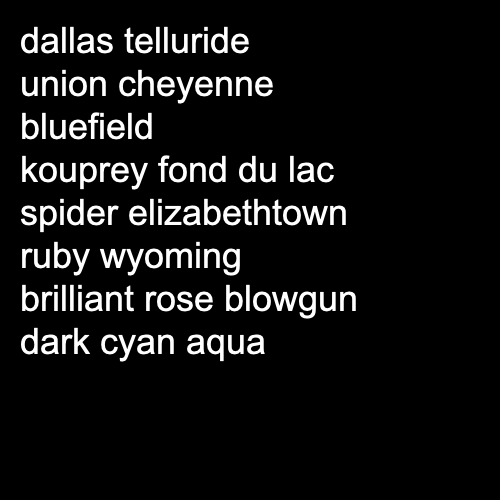 dallas telluride
union cheyenne
bluefield
kouprey fond du lac
spider elizabethtown
ruby wyoming
brilliant rose blowgun
dark cyan aqua